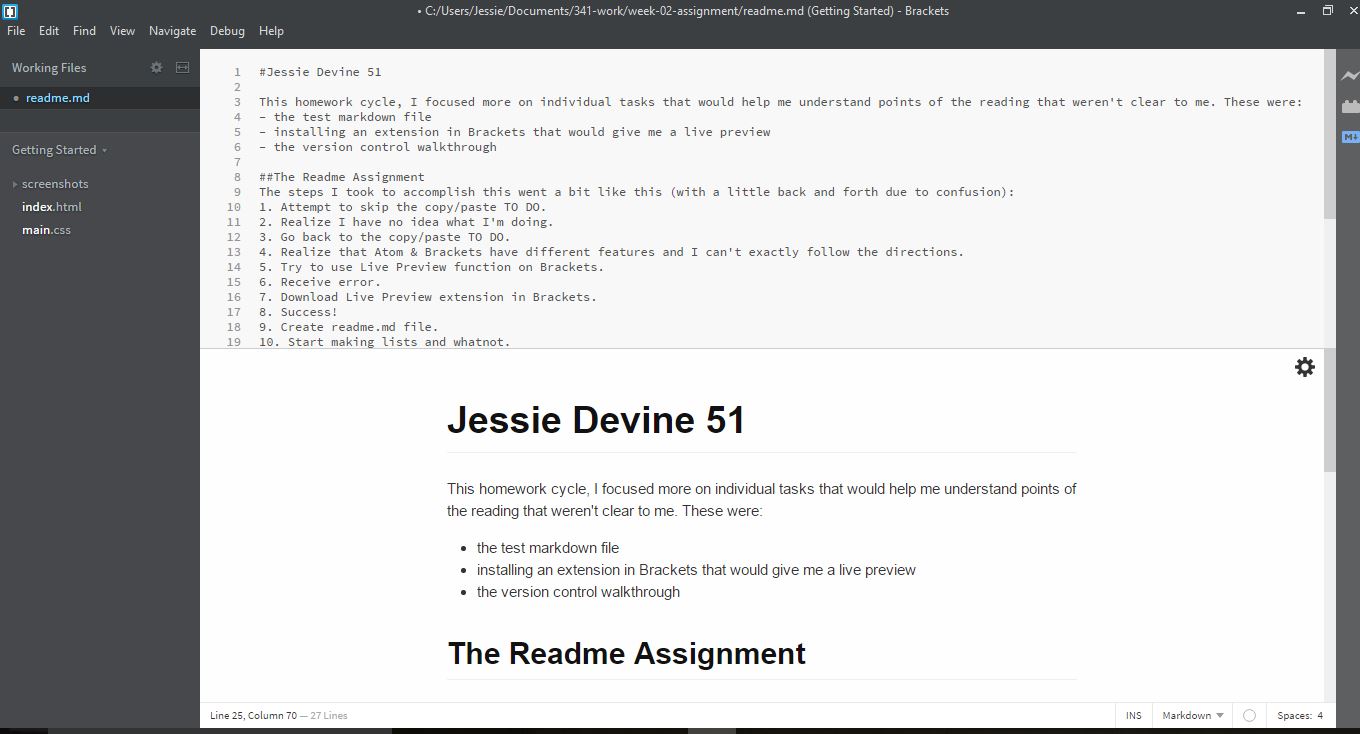 • C:/Users/Jessie/Documents/341-work/week-02-assignment/readme.md (Getting Started) - Brackets
File Edit Find View Navigate Debug Help
Working Files
readme.md
Getting Started
screenshots
index.html
main.css
1 #Jessie Devine 51
2
3 This homework cycle, I focused more on individual tasks that would help me understand points of the reading that weren't clear to me. These were:
4 - the test markdown file
5 - installing an extension in Brackets that would give me a live preview
6 - the version control walkthrough
7
8 ##The Readme Assignment
9 The steps I took to accomplish this went a bit like this (with a little back and forth due to confusion):
10 1. Attempt to skip the copy/paste TO DO.
11 2. Realize I have no idea what I'm doing.
12 3. Go back to the copy/paste TO DO.
13 4. Realize that Atom & Brackets have different features and I can't exactly follow the directions.
14 5. Try to use Live Preview function on Brackets.
15 6. Receive error.
16 7. Download Live Preview extension in Brackets.
17 8. Success!
18 9. Create readme.md file.
19 10. Start making lists and whatnot.
M↓
Jessie Devine 51
This homework cycle, I focused more on individual tasks that would help me understand points of
the reading that weren't clear to me. These were:
• the test markdown file
• installing an extension in Brackets that would give me a live preview
• the version control walkthrough
The Readme Assignment
Line 25, Column 70 — 27 Lines
INS Markdown Spaces: 4